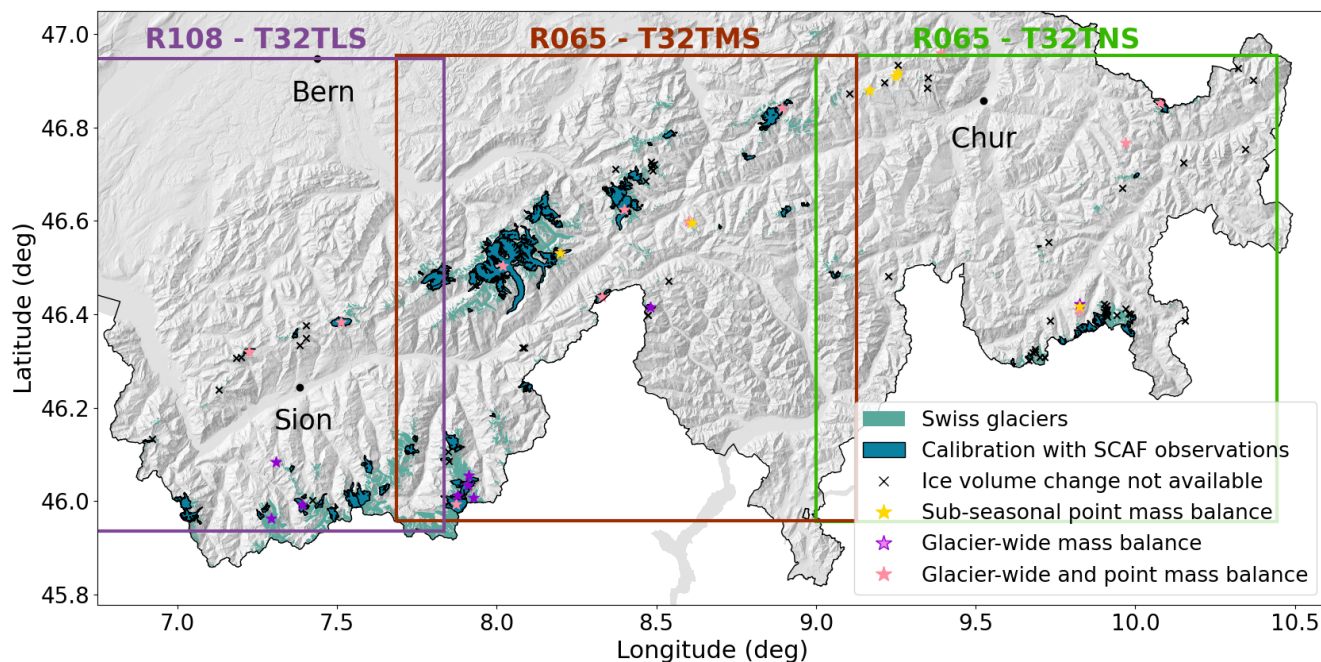 R108 - T32TLS
R065 - T32TMS
R065 - T32TNS
Bern
Chur
Sion
47.0
46.8
46.6
46.4
46.2
46.0
45.8
Latitude (deg)
7.0
7.5
8.0
8.5
9.0
9.5
10.0
10.5
Longitude (deg)
Swiss glaciers
Calibration with SCAF observations
Ice volume change not available
Sub-seasonal point mass balance
Glacier-wide mass balance
Glacier-wide and point mass balance